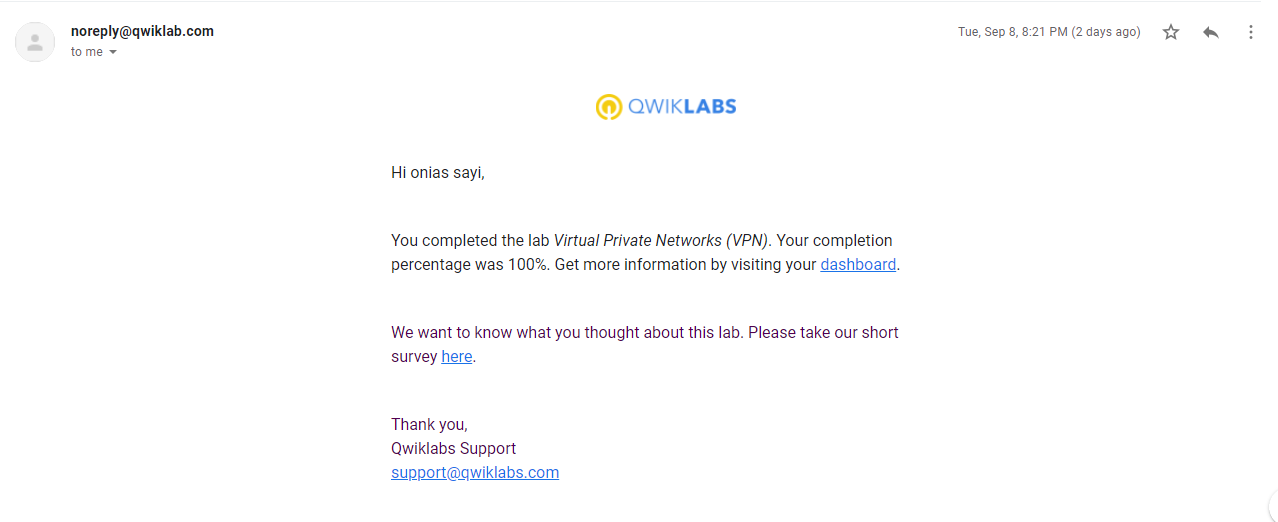 noreply@qwiklab.com
Tue, Sep 8, 8:21 PM (2 days ago)
to me
QWIKLABS
Hi onias sayi,
You completed the lab Virtual Private Networks (VPN). Your completion
percentage was 100%. Get more information by visiting your dashboard.
We want to know what you thought about this lab. Please take our short
survey here.
Thank you,
Qwiklabs Support
support@qwiklabs.com